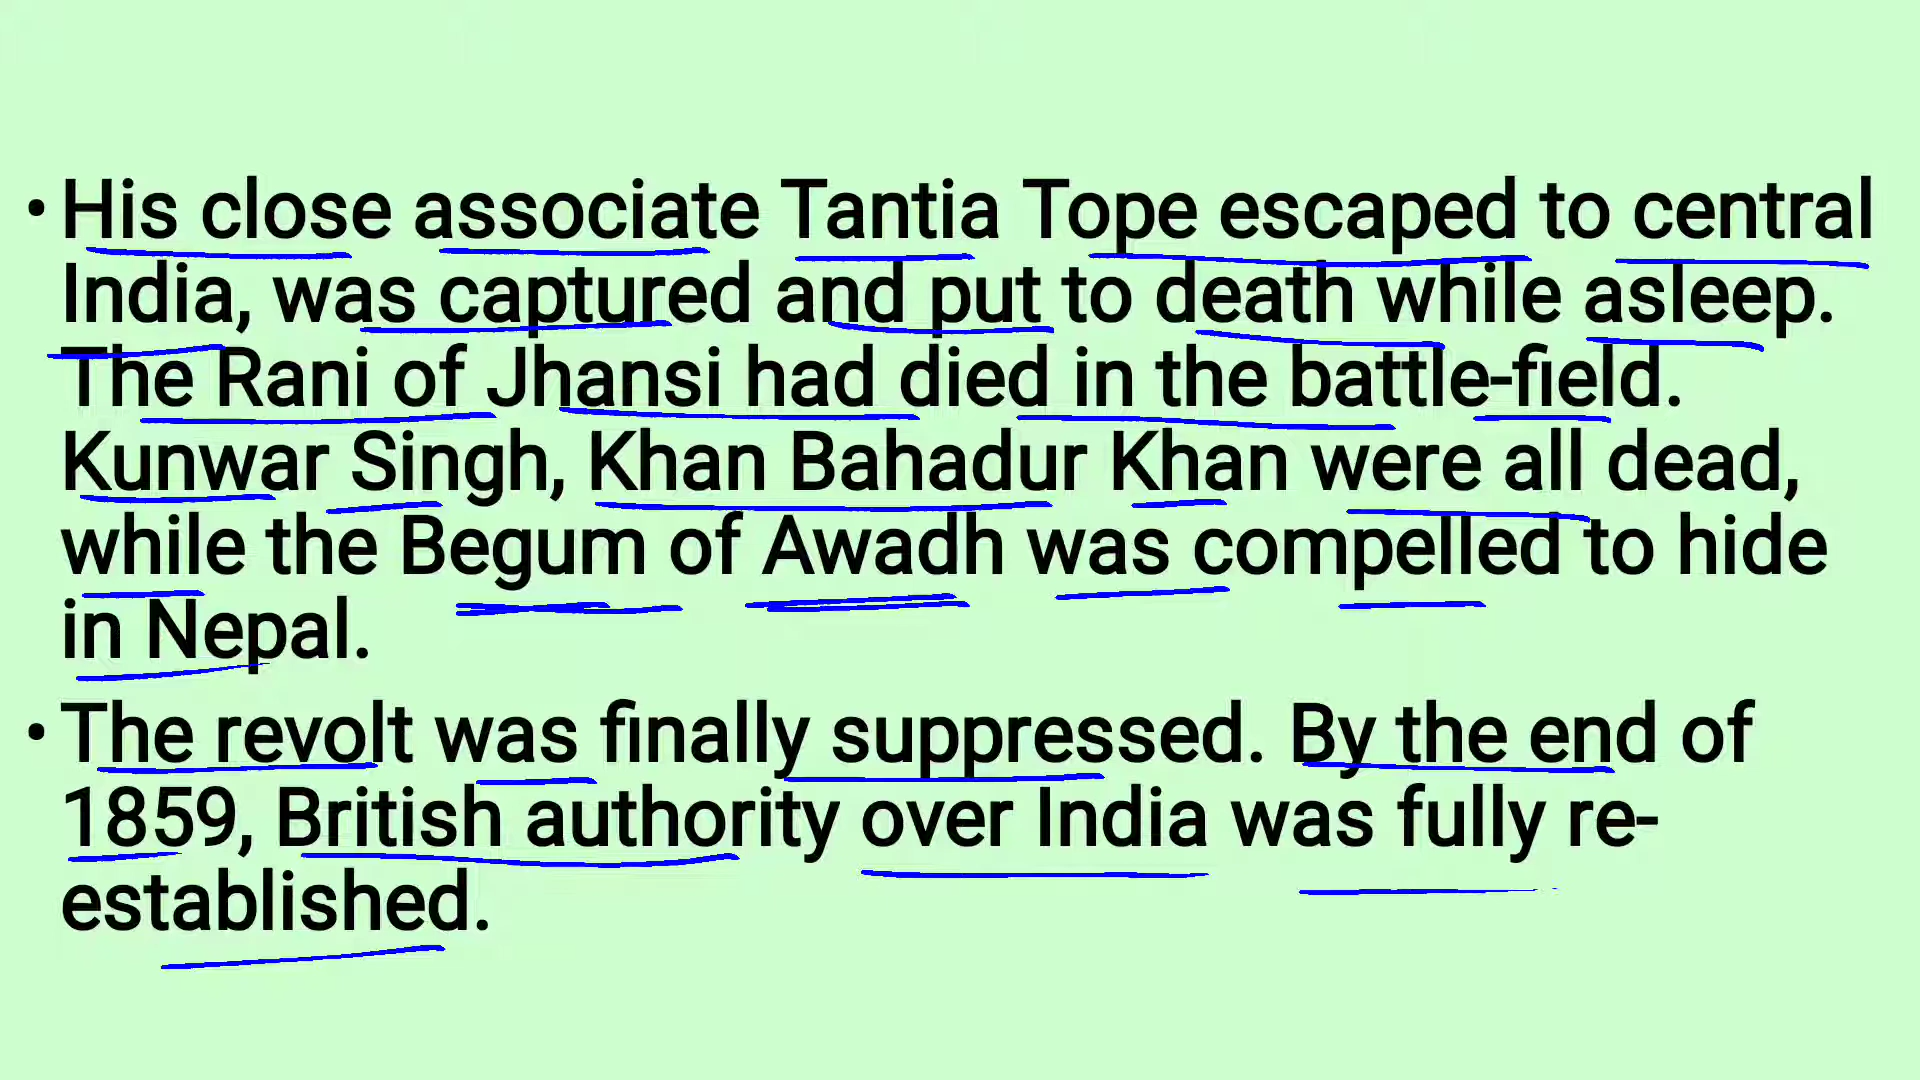 • His close associate Tantia Tope escaped to central
India, was captured and put to death while asleep.
The Rani of Jhansi had died in the battle-field.
Kunwar Singh, Khan Bahadur Khan were all dead,
while the Begum of Awadh was compelled to hide
in Nepal.
• The revolt was finally suppressed. By the end of
1859, British authority over India was fully re-
established.